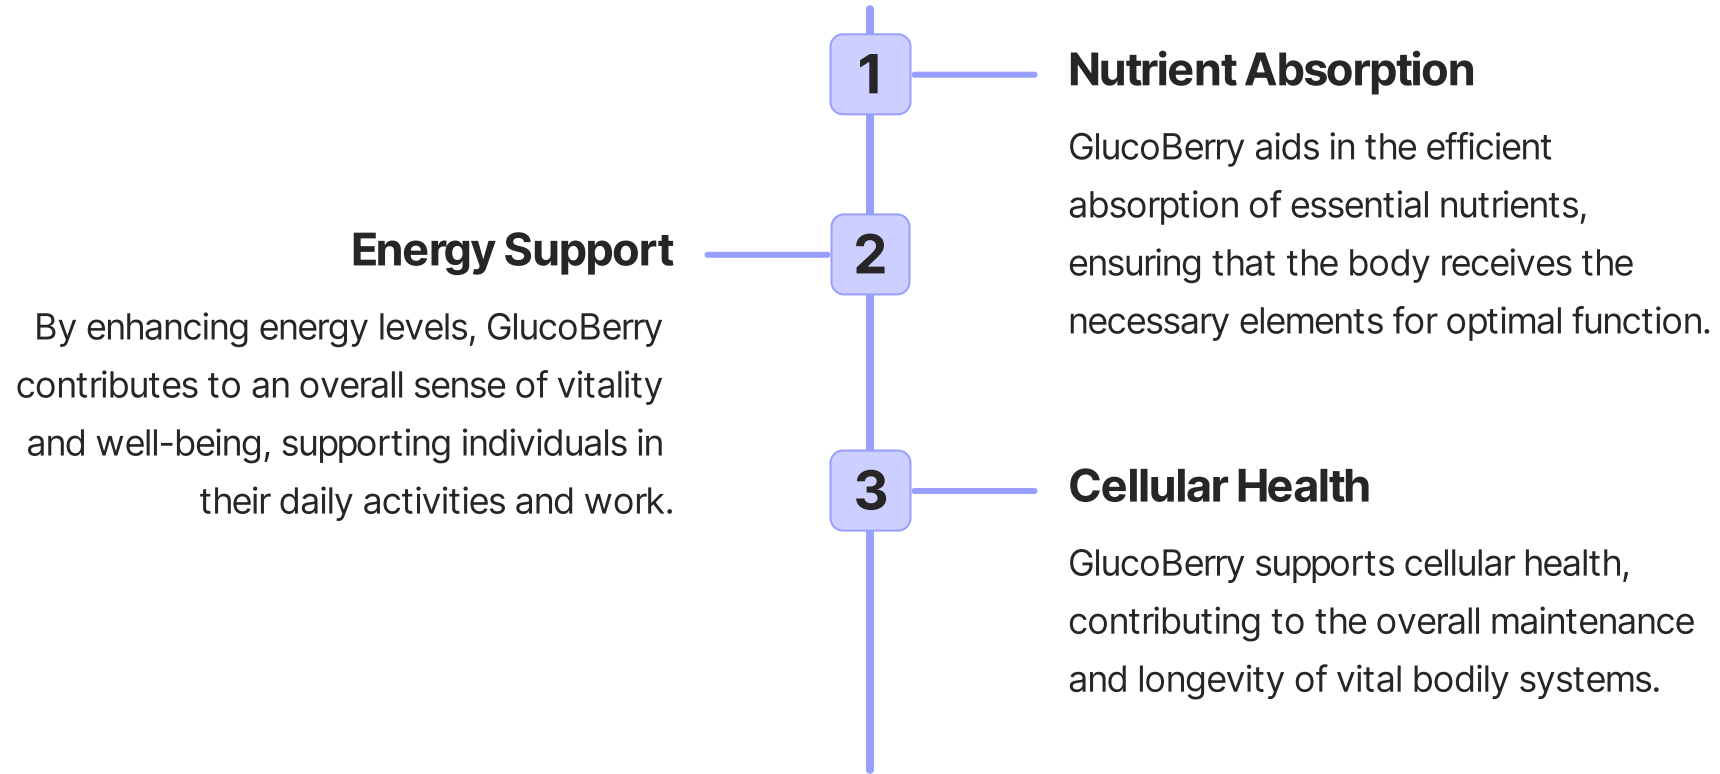 1
Nutrient Absorption
GlucoBerry aids in the efficient
absorption of essential nutrients,
ensuring that the body receives the
necessary elements for optimal function.
2
Energy Support
By enhancing energy levels, GlucoBerry
contributes to an overall sense of vitality
and well-being, supporting individuals in
their daily activities and work.
3
Cellular Health
GlucoBerry supports cellular health,
contributing to the overall maintenance
and longevity of vital bodily systems.